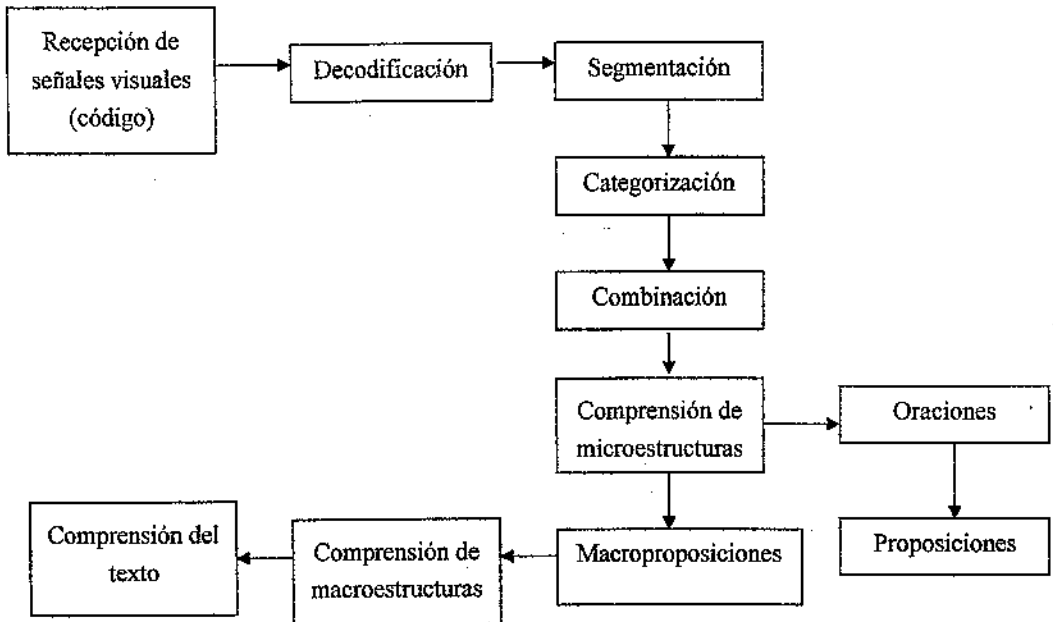 Recepción de
señales visuales
(código)
Decodificación
Segmentación
Categorización
Combinación
Comprensión de
microestructuras
Oraciones
Proposiciones
Macroproposiciones
Comprensión de
macroestructuras
Comprensión del
texto